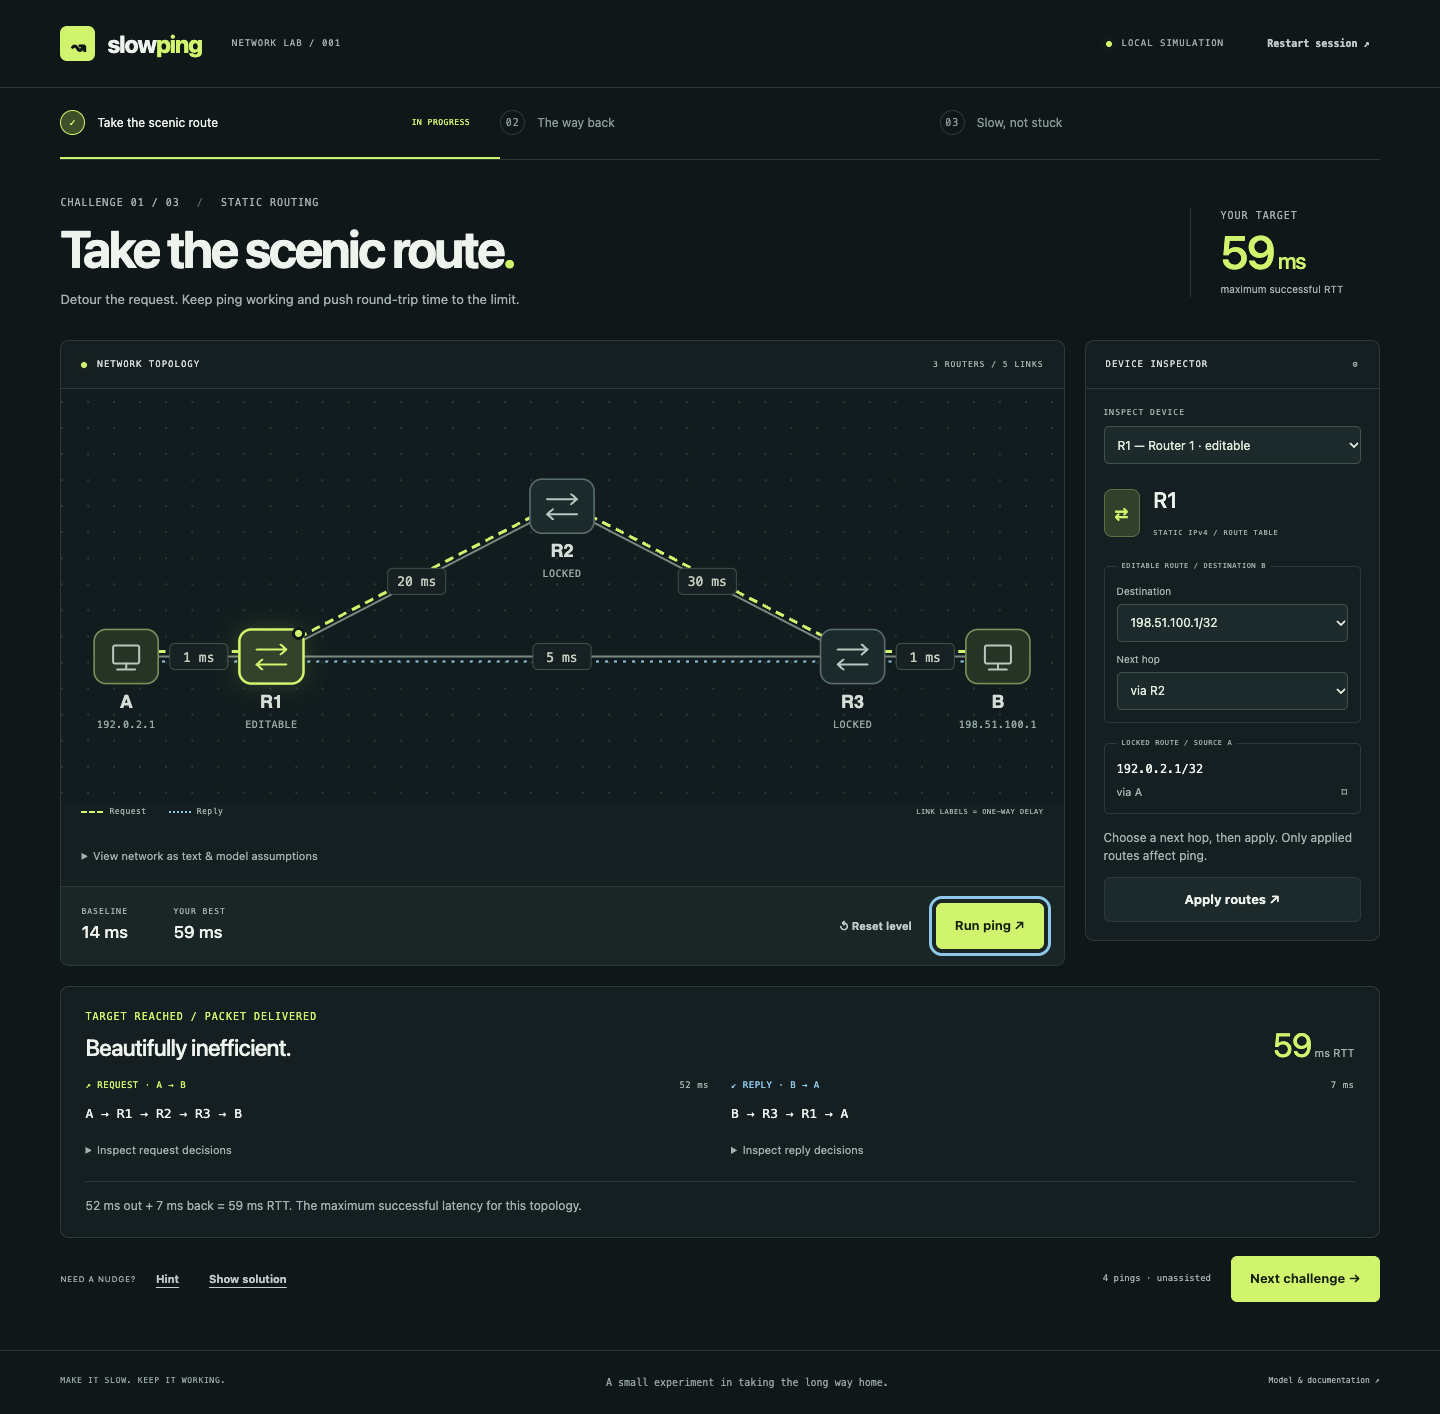 slowping
NETWORK LAB / 001
LOCAL SIMULATION
Restart session ↗
✓ Take the scenic route
IN PROGRESS
02 The way back
03 Slow, not stuck
CHALLENGE 01 / 03 / STATIC ROUTING
Take the scenic route.
Detour the request. Keep ping working and push round-trip time to the limit.
YOUR TARGET
59 ms
maximum successful RTT
NETWORK TOPOLOGY
3 ROUTERS / 5 LINKS
R2
LOCKED
20 ms
30 ms
1 ms
5 ms
1 ms
A
192.0.2.1
R1
EDITABLE
R3
LOCKED
B
198.51.100.1
Request
Reply
LINK LABELS = ONE-WAY DELAY
▶ View network as text & model assumptions
BASELINE
14 ms
YOUR BEST
59 ms
↺ Reset level
Run ping ↗
DEVICE INSPECTOR
INSPECT DEVICE
R1 — Router 1 · editable
R1
STATIC IPv4 / ROUTE TABLE
EDITABLE ROUTE / DESTINATION B
Destination
198.51.100.1/32
Next hop
via R2
LOCKED ROUTE / SOURCE A
192.0.2.1/32
via A
Choose a next hop, then apply. Only applied
routes affect ping.
Apply routes ↗
TARGET REACHED / PACKET DELIVERED
Beautifully inefficient.
59 ms RTT
↗ REQUEST · A → B
52 ms
A → R1 → R2 → R3 → B
▶ Inspect request decisions
↙ REPLY · B → A
7 ms
B → R3 → R1 → A
▶ Inspect reply decisions
52 ms out + 7 ms back = 59 ms RTT. The maximum successful latency for this topology.
NEED A NUDGE?
Hint
Show solution
4 pings · unassisted
Next challenge →
MAKE IT SLOW. KEEP IT WORKING.
A small experiment in taking the long way home.
Model & documentation ↗